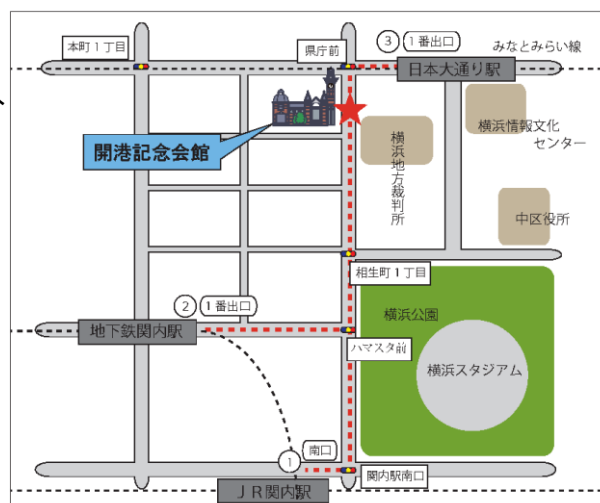 本町1丁目
県庁前
③ 1番出口
みなとみらい線
日本大通り駅
開港記念会館
横浜地方裁判所
横浜情報文化
センター
中区役所
相生町1丁目
② 1番出口
地下鉄関内駅
横浜公園
ハマスタ前
横浜スタジアム
① 南口
関内駅南口
JR関内駅